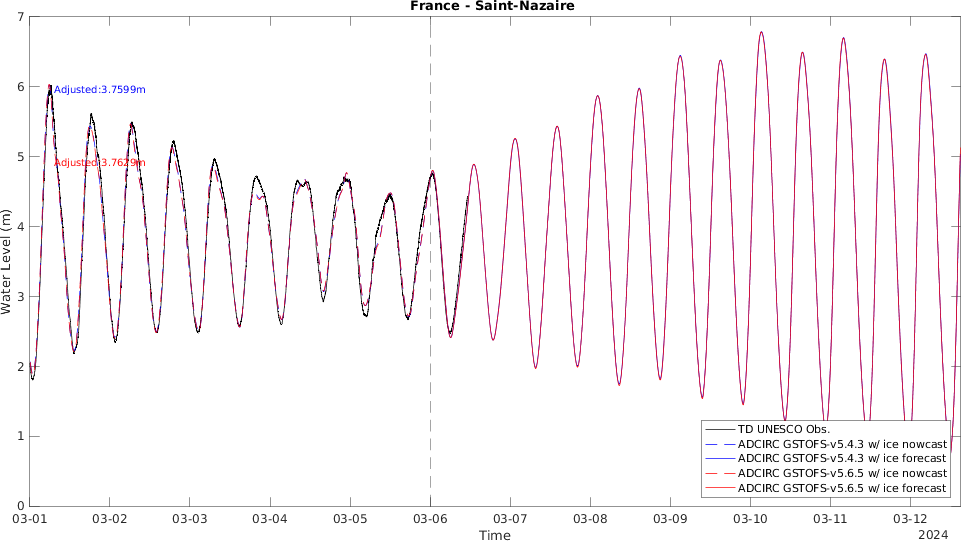 France - Saint-Nazaire
7
6
5
4
3
2
1
0
Water Level (m)
Adjusted:3.7599m
Adjusted:3.7629m
TD UNESCO Obs.
ADCIRC GSTOFS-v5.4.3 w/ ice nowcast
ADCIRC GSTOFS-v5.4.3 w/ ice forecast
ADCIRC GSTOFS-v5.6.5 w/ ice nowcast
ADCIRC GSTOFS-v5.6.5 w/ ice forecast
03-01 03-02 03-03 03-04 03-05 03-06 03-07 03-08 03-09 03-10 03-11 03-12
Time
2024